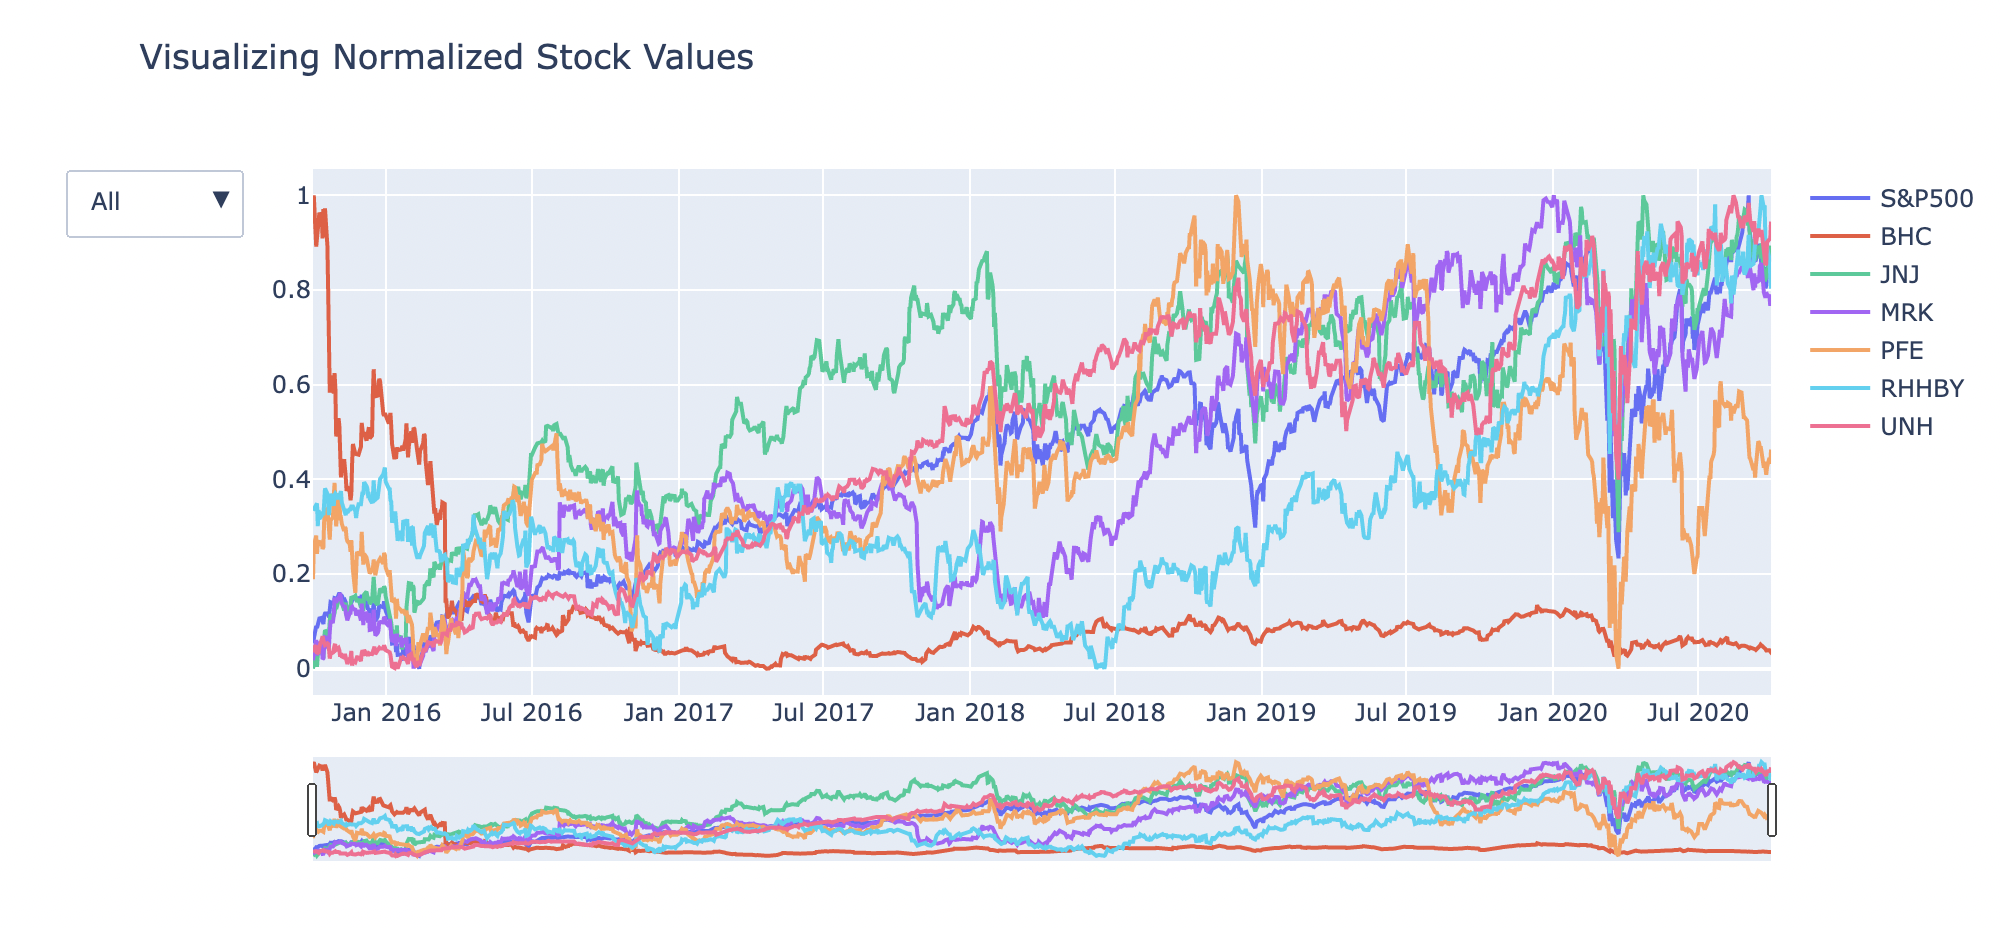 Visualizing Normalized Stock Values
All ▼
1
0.8
0.6
0.4
0.2
0
Jan 2016 Jul 2016 Jan 2017 Jul 2017 Jan 2018 Jul 2018 Jan 2019 Jul 2019 Jan 2020 Jul 2020
S&P500
BHC
JNJ
MRK
PFE
RHHBY
UNH